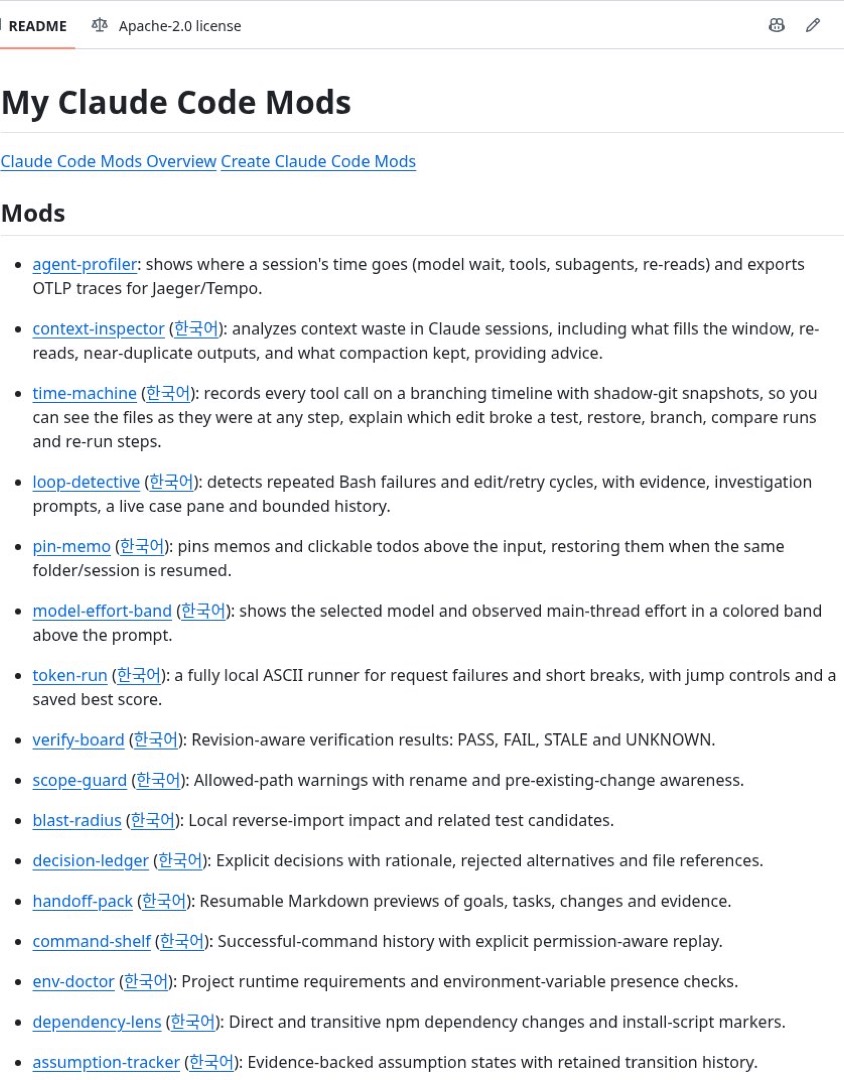 README
Apache-2.0 license
My Claude Code Mods
Claude Code Mods Overview Create Claude Code Mods
Mods
• agent-profiler: shows where a session's time goes (model wait, tools, subagents, re-reads) and exports
OTLP traces for Jaeger/Tempo.
• context-inspector (한국어): analyzes context waste in Claude sessions, including what fills the window, re-
reads, near-duplicate outputs, and what compaction kept, providing advice.
• time-machine (한국어): records every tool call on a branching timeline with shadow-git snapshots, so you
can see the files as they were at any step, explain which edit broke a test, restore, branch, compare runs
and re-run steps.
• loop-detective (한국어): detects repeated Bash failures and edit/retry cycles, with evidence, investigation
prompts, a live case pane and bounded history.
• pin-memo (한국어): pins memos and clickable todos above the input, restoring them when the same
folder/session is resumed.
• model-effort-band (한국어): shows the selected model and observed main-thread effort in a colored band
above the prompt.
• token-run (한국어): a fully local ASCII runner for request failures and short breaks, with jump controls and a
saved best score.
• verify-board (한국어): Revision-aware verification results: PASS, FAIL, STALE and UNKNOWN.
• scope-guard (한국어): Allowed-path warnings with rename and pre-existing-change awareness.
• blast-radius (한국어): Local reverse-import impact and related test candidates.
• decision-ledger (한국어): Explicit decisions with rationale, rejected alternatives and file references.
• handoff-pack (한국어): Resumable Markdown previews of goals, tasks, changes and evidence.
• command-shelf (한국어): Successful-command history with explicit permission-aware replay.
• env-doctor (한국어): Project runtime requirements and environment-variable presence checks.
• dependency-lens (한국어): Direct and transitive npm dependency changes and install-script markers.
• assumption-tracker (한국어): Evidence-backed assumption states with retained transition history.